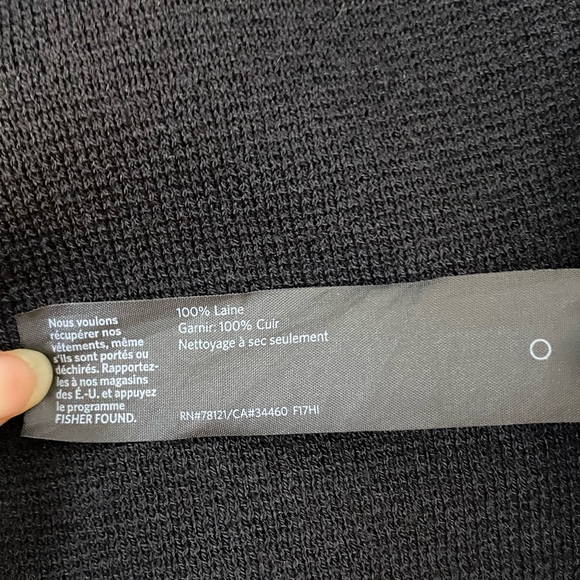 Nous voulons
récupérer nos
vêtements, même
s'ils sont portés ou
déchirés. Rapportez-
les à nos magasins
des É.-U. et appuyez
le programme
FISHER FOUND.
100% Laine
Garnir: 100% Cuir
Nettoyage à sec seulement
RN#78121/CA#34460 F17HI